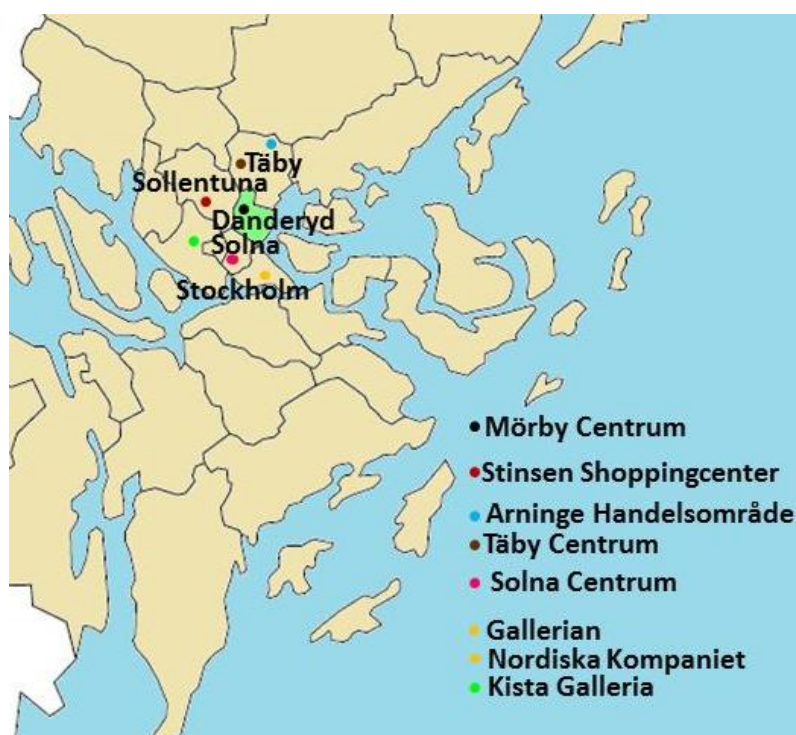 Täby
Sollentuna
Danderyd
Solna
Stockholm
Mörby Centrum
Stinsen Shoppingcenter
Arninge Handelsområde
Täby Centrum
Solna Centrum
Gallerian
Nordiska Kompaniet
Kista Galleria